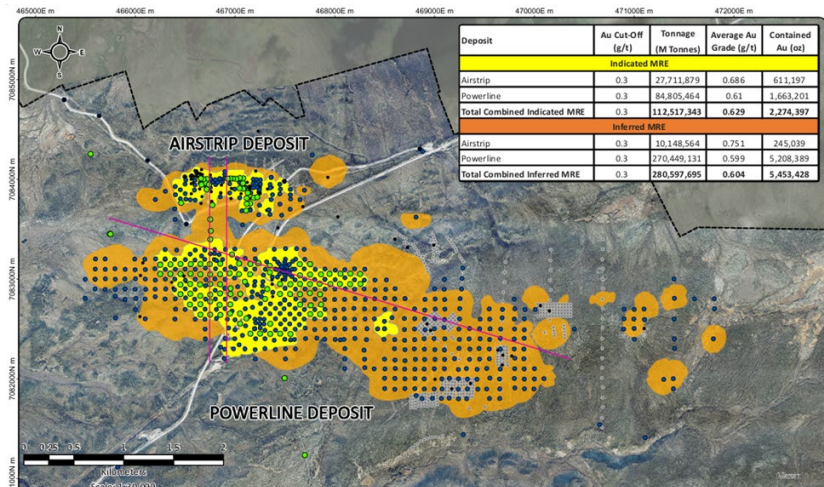 465000E 466000E 467000E 468000E 469000E 470000E 471000E 472000E
N
W E
S
Deposit Au Cut-Off (g/t) Tonnage (M Tonnes) Average Au Grade (g/t) Contained Au (oz)
Indicated MRE
Airstrip 0.3 27,711,879 0.686 611,197
Powerline 0.3 84,805,464 0.61 1,663,201
Total Combined Indicated MRE 0.3 112,517,343 0.629 2,274,397
Inferred MRE
Airstrip 0.3 10,148,564 0.751 245,039
Powerline 0.3 270,449,131 0.599 5,208,389
Total Combined Inferred MRE 0.3 280,597,695 0.604 5,453,428
7085000N m
AIRSTRIP DEPOSIT
7084000N m
7083000N m
7082000N m
POWERLINE DEPOSIT
0 0.25 0.5 1 1.5 2
Kilometers